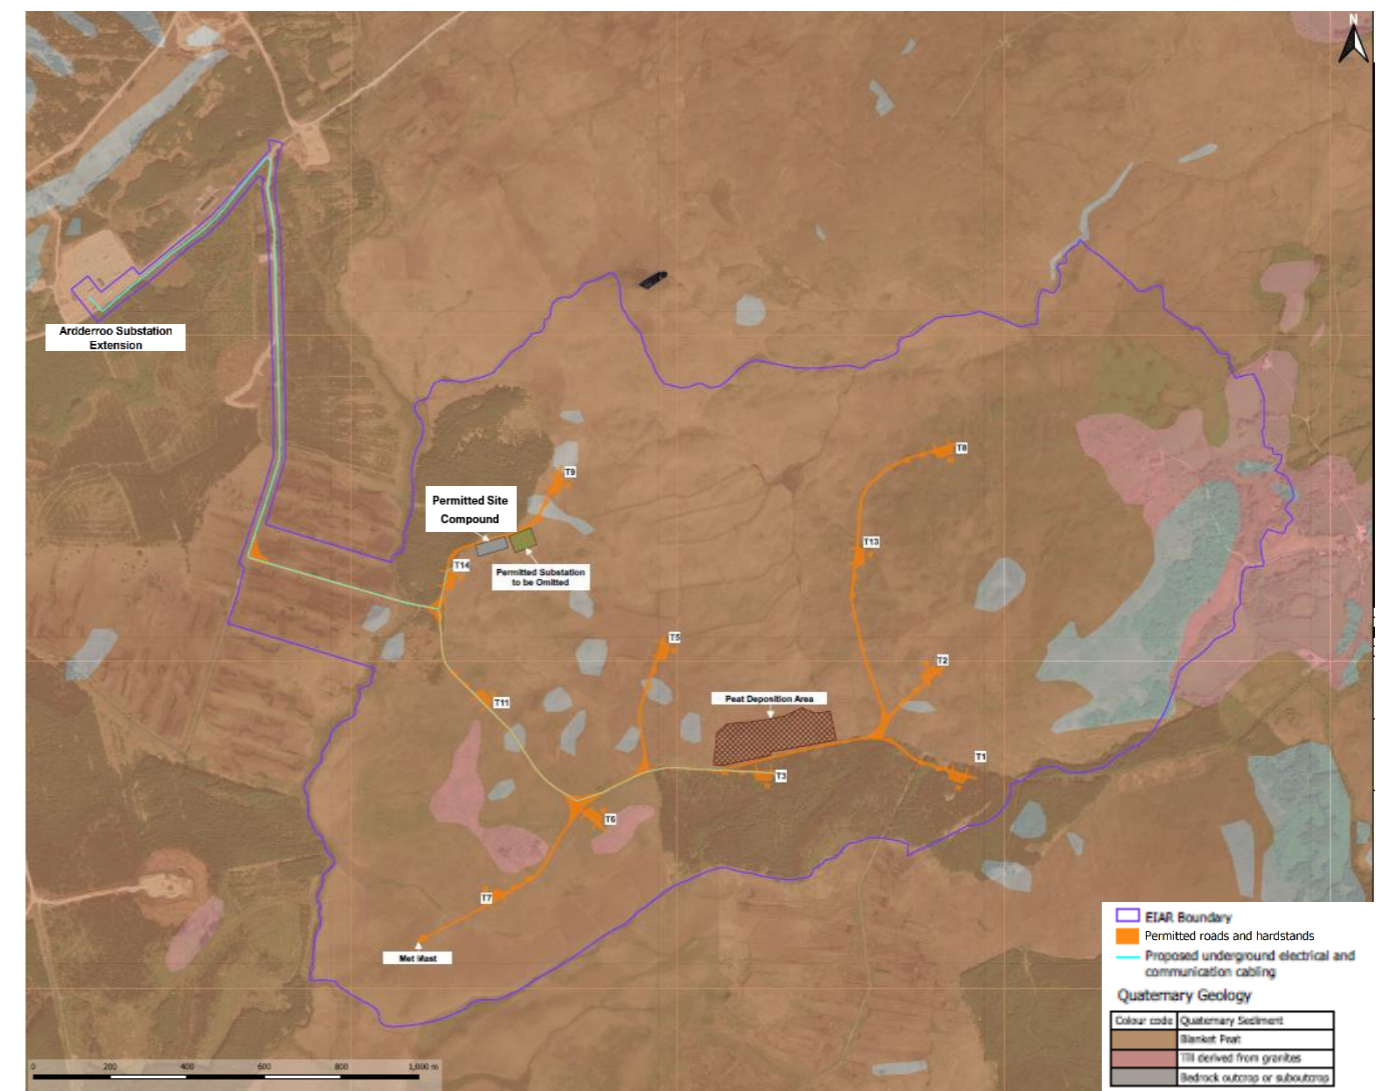 N
Ardderroo Substation
Extension
T8
T9
Permitted Site
Compound
T13
T14
Permitted Substation
to be Omitted
T5
T2
Peat Deposition Area
T11
T1
T3
T6
T7
Met Mast
EIAR Boundary
Permitted roads and hardstands
Proposed underground electrical and
communication cabling
Quaternary Geology
Colour code Quaternary Sediment
Blanket Peat
Till derived from granites
Bedrock outcrop or suboutcrop
0 200 400 600 800 1,000 m